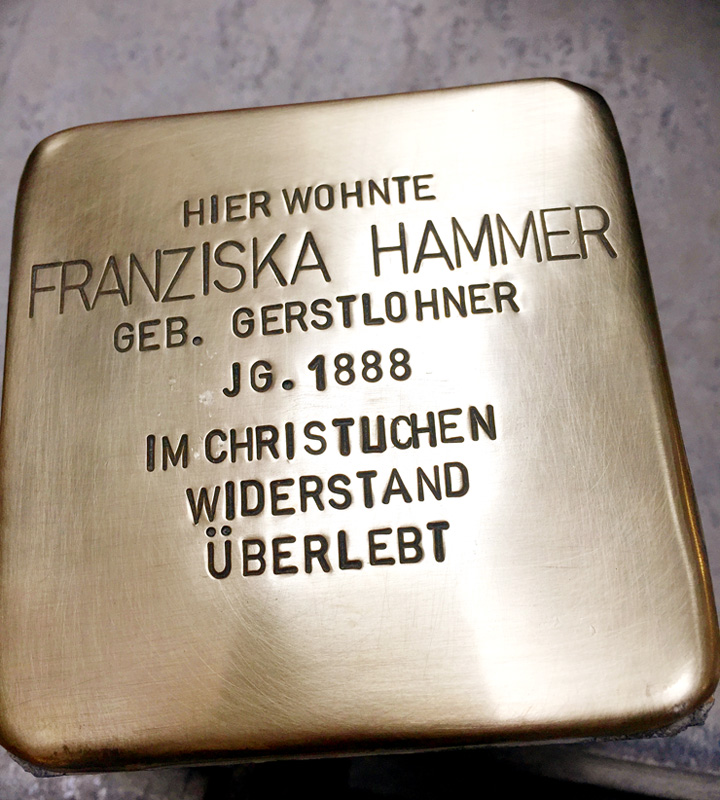 HIER WOHNTE
FRANZISKA HAMMER
GEB. GERSTLOHNER
JG. 1888
IM CHRISTLICHEN
WIDERSTAND
ÜBERLEBT